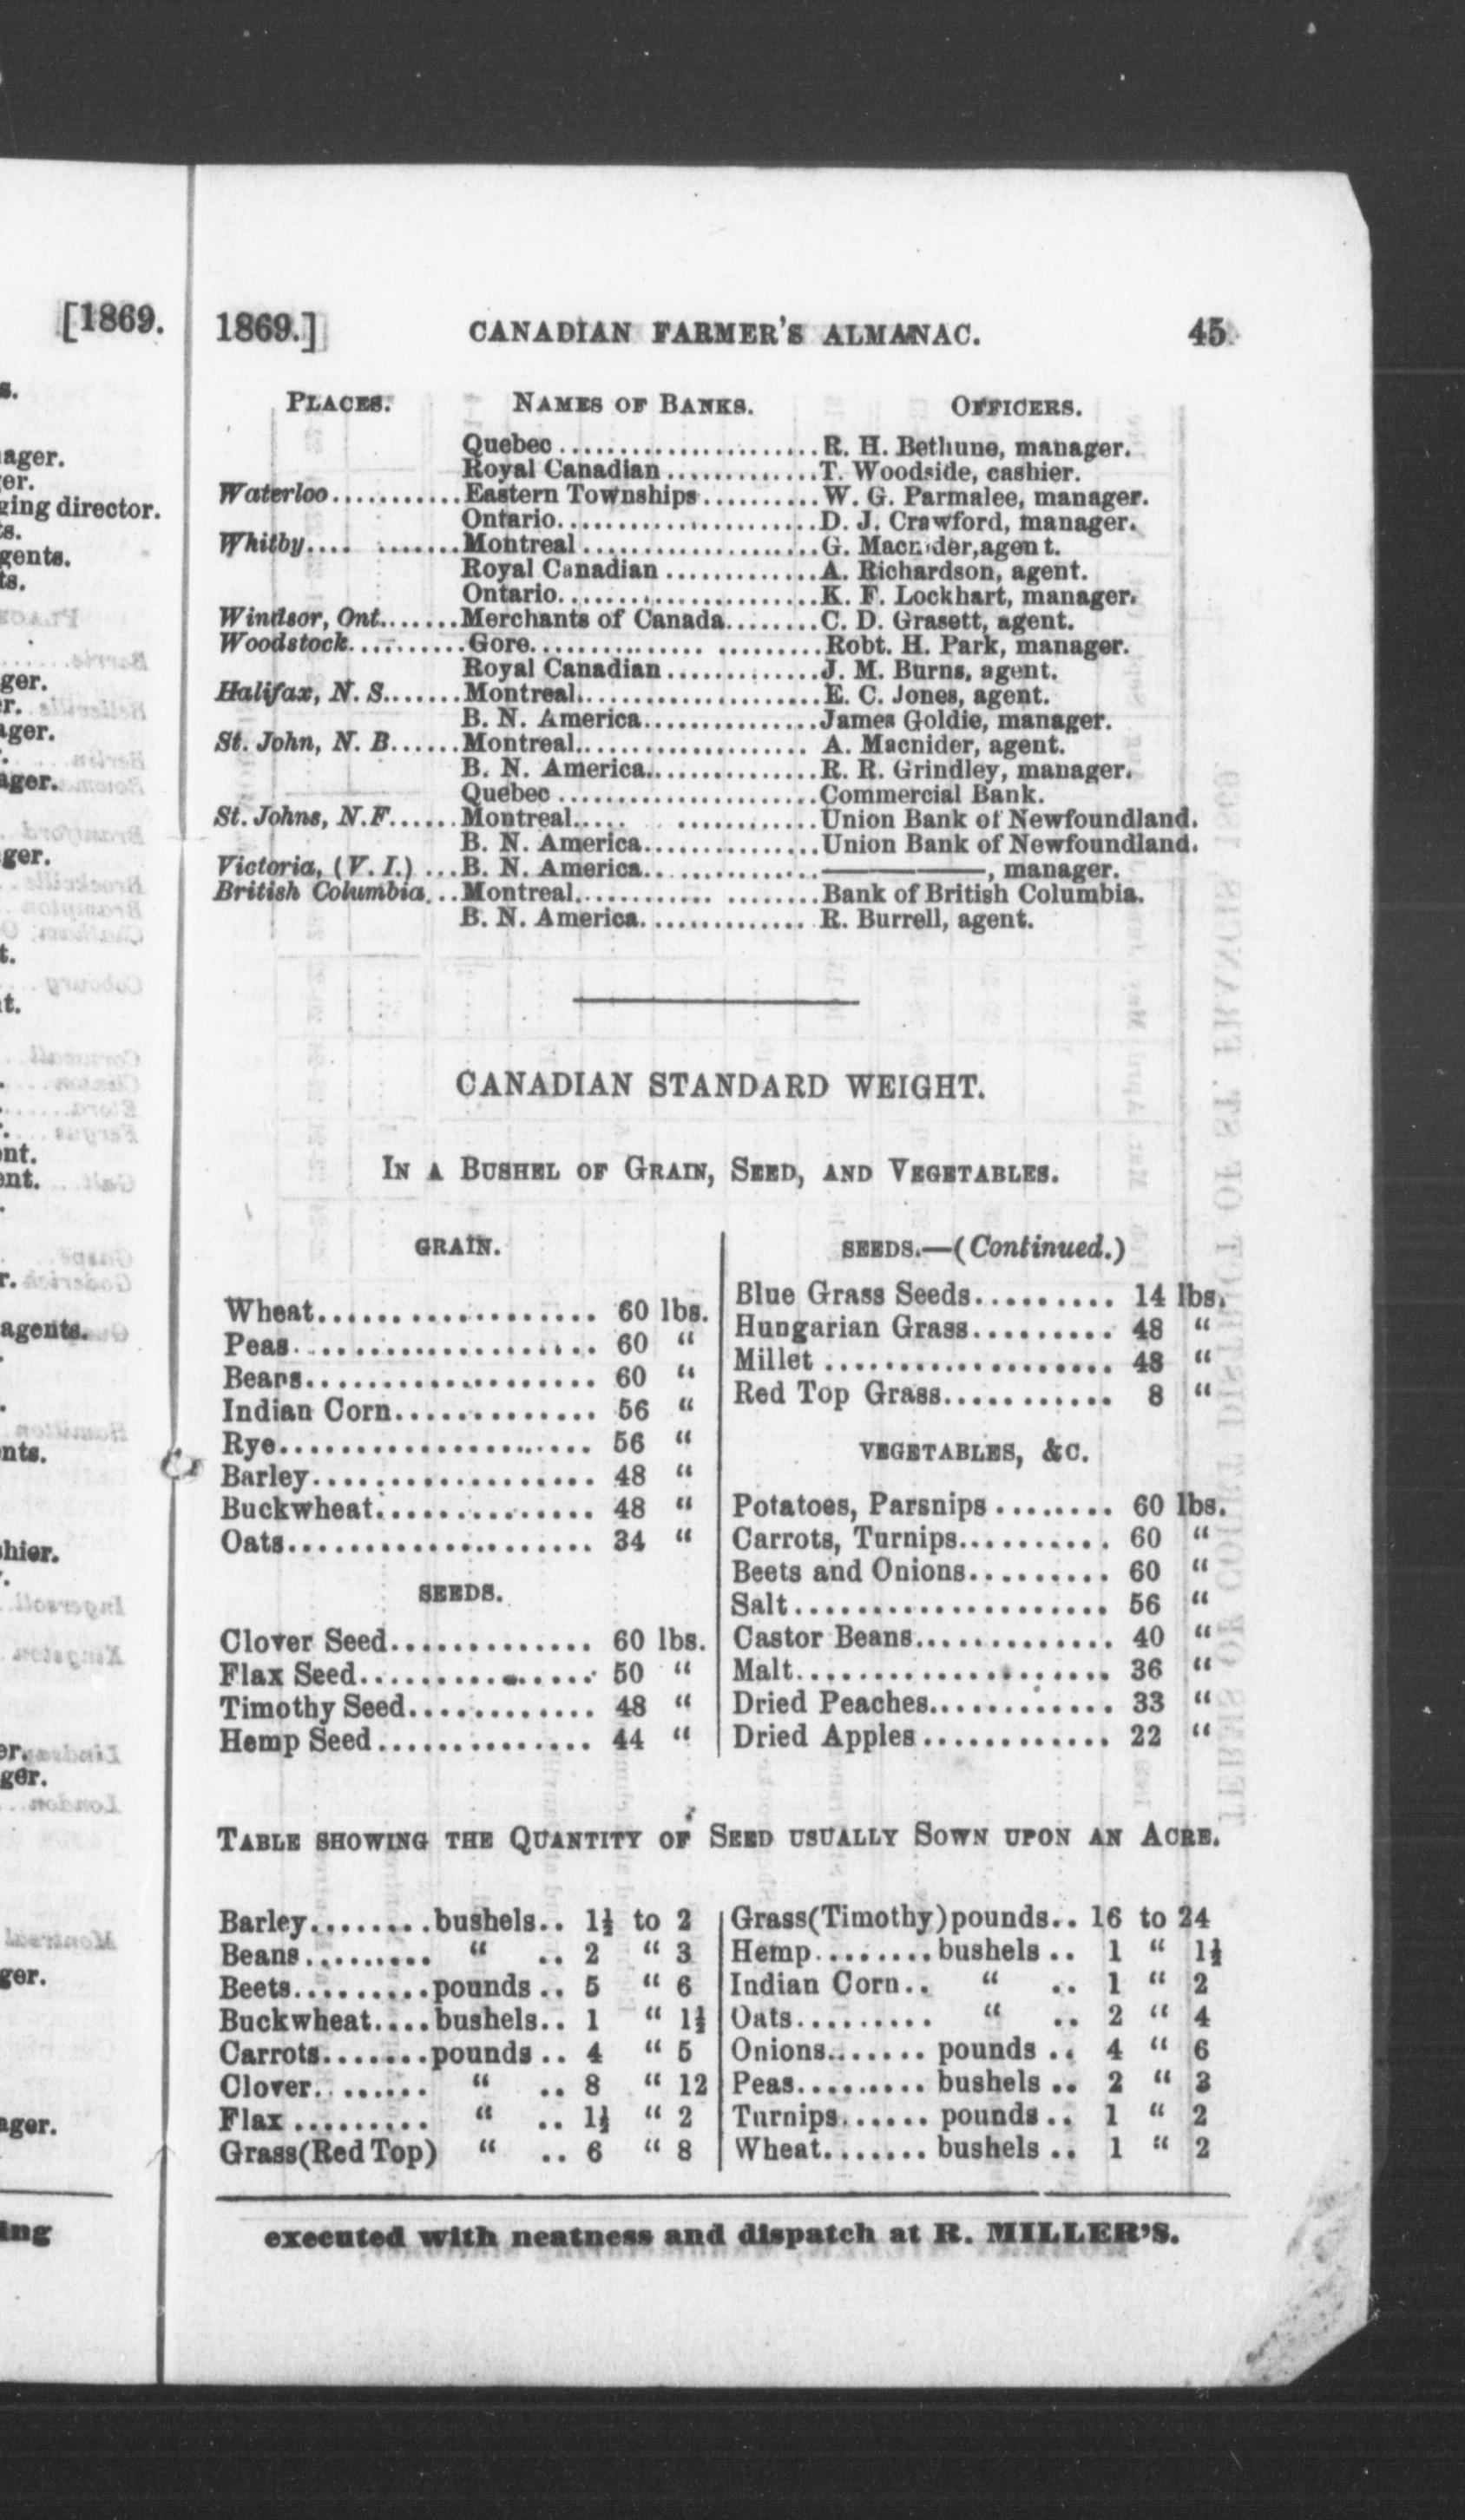 [1869.
1869.] CANADIAN FARMER'S ALMANAC. 45
PLACES. NAMES OF BANKS. OFFICERS.
Quebec......................R. H. Bethune, manager.
Royal Canadian.............T. Woodside, cashier.
Waterloo...........Eastern Townships..........W. G. Parmalee, manager.
Ontario......................D. J. Crawford, manager.
Whitby.... .......Montreal....................G. Macnider, agent.
Royal Canadian.............A. Richardson, agent.
Ontario......................K. F. Lockhart, manager.
Windsor, Ont.......Merchants of Canada........C. D. Grasett, agent.
Woodstock..........Gore............... .........Robt. H. Park, manager.
Royal Canadian.............J. M. Burns, agent.
Halifax, N. S.......Montreal.....................E. C. Jones, agent.
B. N. America...............James Goldie, manager.
St. John, N. B......Montreal.................... A. Macnider, agent.
B. N. America...............R. R. Grindley, manager.
Quebec......................Commercial Bank.
St. Johns, N.F......Montreal..... ............Union Bank of Newfoundland.
B. N. America...............Union Bank of Newfoundland.
Victoria, (V. I.)...B. N. America...............————, manager.
British Columbia...Montreal............ ........Bank of British Columbia.
B. N. America.............. R. Burrell, agent.
CANADIAN STANDARD WEIGHT.
IN A BUSHEL OF GRAIN, SEED, AND VEGETABLES.
GRAIN.
Wheat................... 60 lbs.
Peas..................... 60 "
Beans.................... 60 "
Indian Corn............. 56 "
Rye....................... 56 "
Barley................... 48 "
Buckwheat.............. 48 "
Oats..................... 34 "
SEEDS.
Clover Seed............. 60 lbs.
Flax Seed................ 50 "
Timothy Seed............ 48 "
Hemp Seed.............. 44 "
SEEDS.—(Continued.)
Blue Grass Seeds.......... 14 lbs.
Hungarian Grass......... 48 "
Millet................... 48 "
Red Top Grass........... 8 "
VEGETABLES, &C.
Potatoes, Parsnips........ 60 lbs.
Carrots, Turnips.......... 60 "
Beets and Onions......... 60 "
Salt..................... 56 "
Castor Beans............. 40 "
Malt..................... 36 "
Dried Peaches............ 33 "
Dried Apples............ 22 "
TABLE SHOWING THE QUANTITY OF SEED USUALLY SOWN UPON AN ACRE.
Barley........bushels.. 1½ to 2
Beans......... " .. 2 " 3
Beets..........pounds.. 5 " 6
Buckwheat....bushels.. 1 " 1½
Carrots.......pounds.. 4 " 5
Clover........ " .. 8 " 12
Flax......... " .. 1½ " 2
Grass(Red Top) " .. 6 " 8
Grass(Timothy)pounds.. 16 to 24
Hemp........bushels.. 1 " 1½
Indian Corn.. " .. 1 " 2
Oats......... " .. 2 " 4
Onions....... pounds.. 4 " 6
Peas.......... bushels.. 2 " 3
Turnips...... pounds.. 1 " 2
Wheat....... bushels.. 1 " 2
executed with neatness and dispatch at R. MILLER'S.